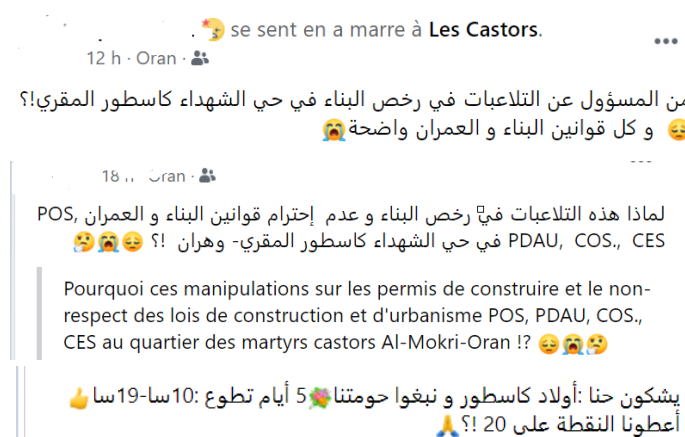 se sent en a marre à Les Castors.
12 h · Oran ·
من المسؤول عن التلاعبات في رخص البناء في حي الشهداء كاسطور المقري!؟
😔 و كل قوانين البناء و العمران واضحة😭
18 Oran ·
لماذا هذه التلاعبات في رخص البناء و عدم إحترام قوانين البناء و العمران POS,
PDAU, COS., CES في حي الشهداء كاسطور المقري- وهران !؟ 😔😭🤔
Pourquoi ces manipulations sur les permis de construire et le non-
respect des lois de construction et d'urbanisme POS, PDAU, COS.,
CES au quartier des martyrs castors Al-Mokri-Oran !? 😔😭🤔
يشكون حنا :أولاد كاسطور و نبغوا حومتنا💐5 أيام تطوع :10سا-19سا👍
أعطونا النقطة على 20 !؟🙏